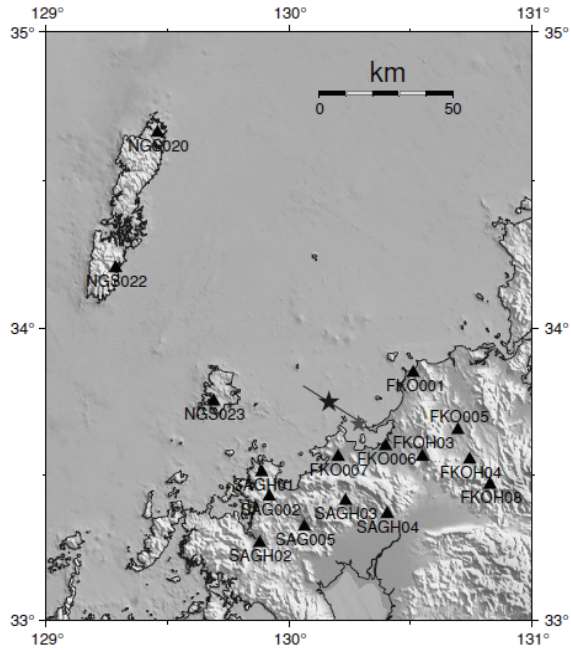 129° 130° 131°
35° 35°
km
0 50
NGS020
NGS022
34° 34°
NGS023
FKO001
FKO005
FKOH03
FKO007 FKO006 FKOH04
SAGH01
FKOH08
SAG002
SAGH03
SAGH04
SAG005
SAGH02
33° 33°
129° 130° 131°